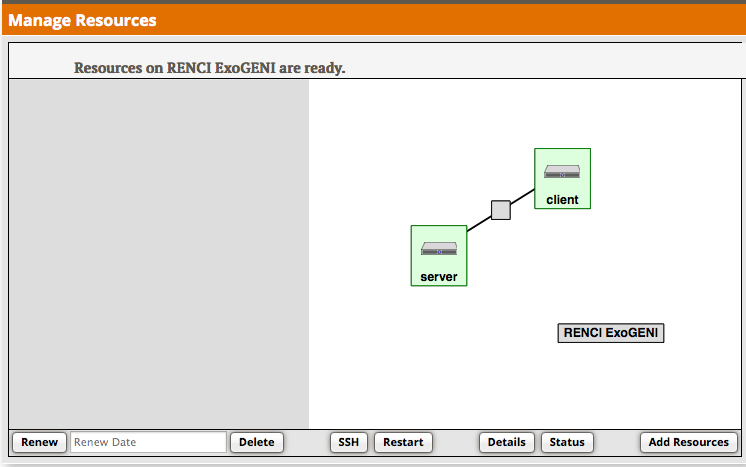 Manage Resources
Resources on RENCI ExoGENI are ready.
client
server
RENCI ExoGENI
Renew Renew Date Delete SSH Restart Details Status Add Resources